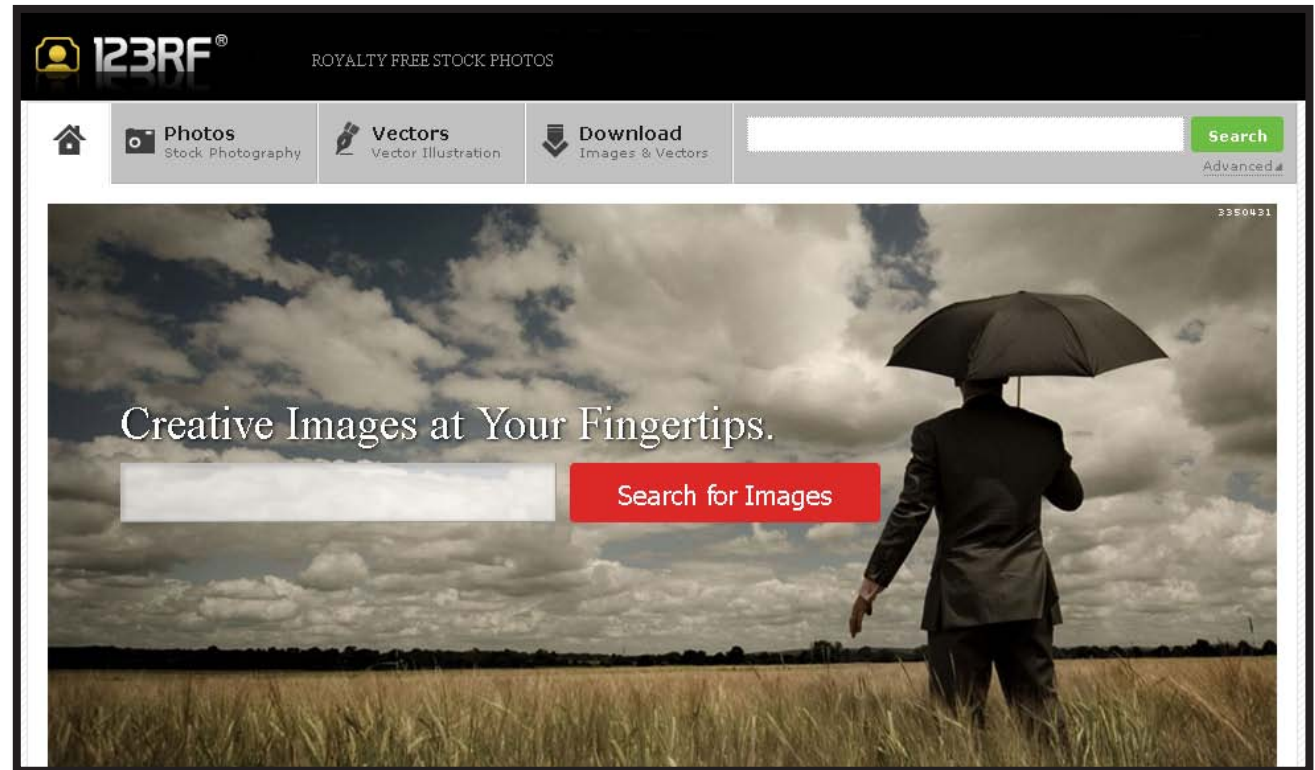 123RF®
ROYALTY FREE STOCK PHOTOS
Photos
Stock Photography
Vectors
Vector Illustration
Download
Images & Vectors
Search
Advanced
3350431
Creative Images at Your Fingertips.
Search for Images